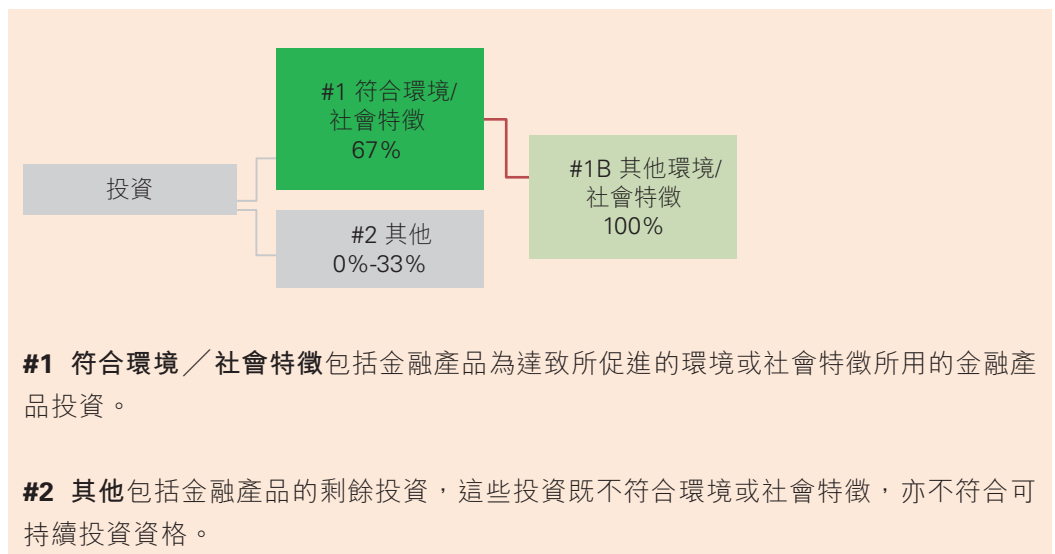 #1 符合環境/
社會特徵
67%
投資
#1B 其他環境/
社會特徵
100%
#2 其他
0%-33%
#1 符合環境／社會特徵包括金融產品為達致所促進的環境或社會特徵所用的金融產
品投資。
#2 其他包括金融產品的剩餘投資，這些投資既不符合環境或社會特徵，亦不符合可
持續投資資格。